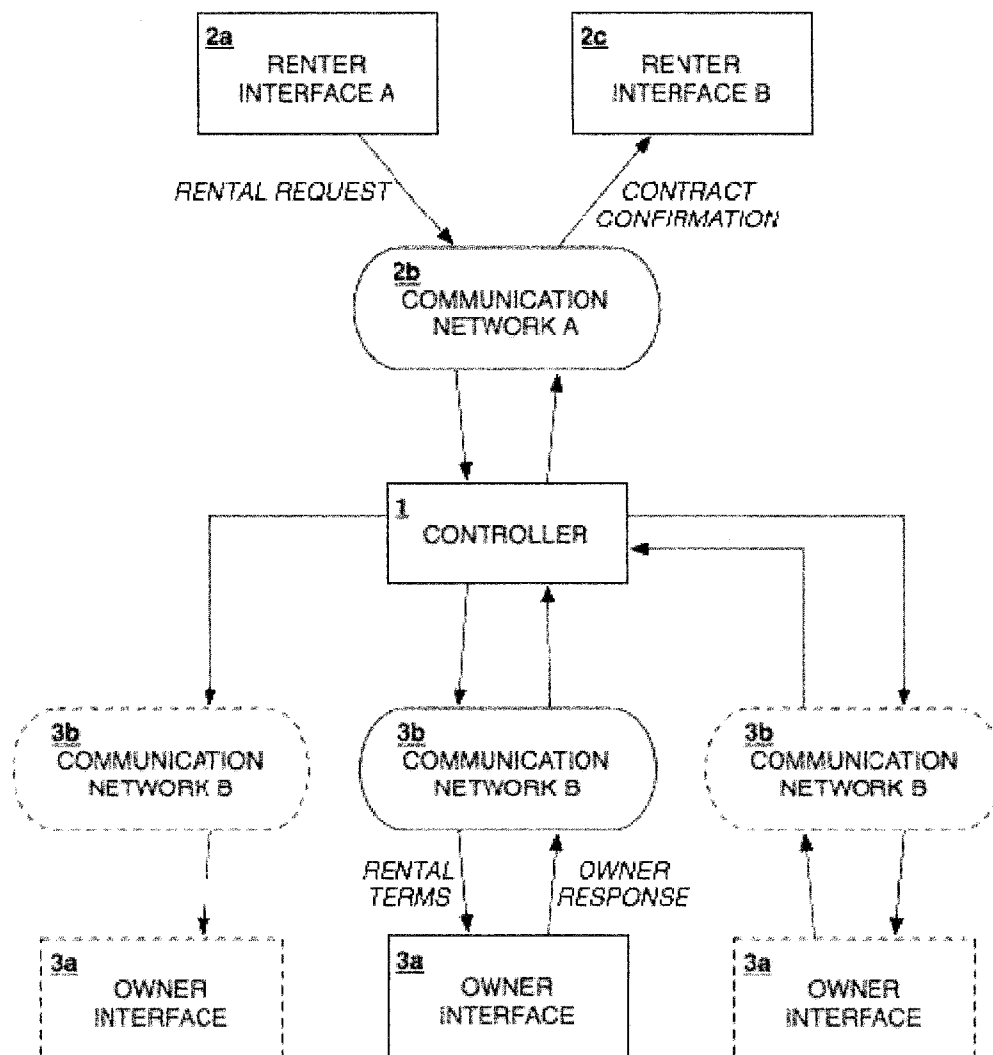 2a
RENTER
INTERFACE A
2c
RENTER
INTERFACE B
RENTAL REQUEST
CONTRACT
CONFIRMATION
2b
COMMUNICATION
NETWORK A
1
CONTROLLER
3b
COMMUNICATION
NETWORK B
3b
COMMUNICATION
NETWORK B
3b
COMMUNICATION
NETWORK B
RENTAL
TERMS
OWNER
RESPONSE
3a
OWNER
INTERFACE
3a
OWNER
INTERFACE
3a
OWNER
INTERFACE